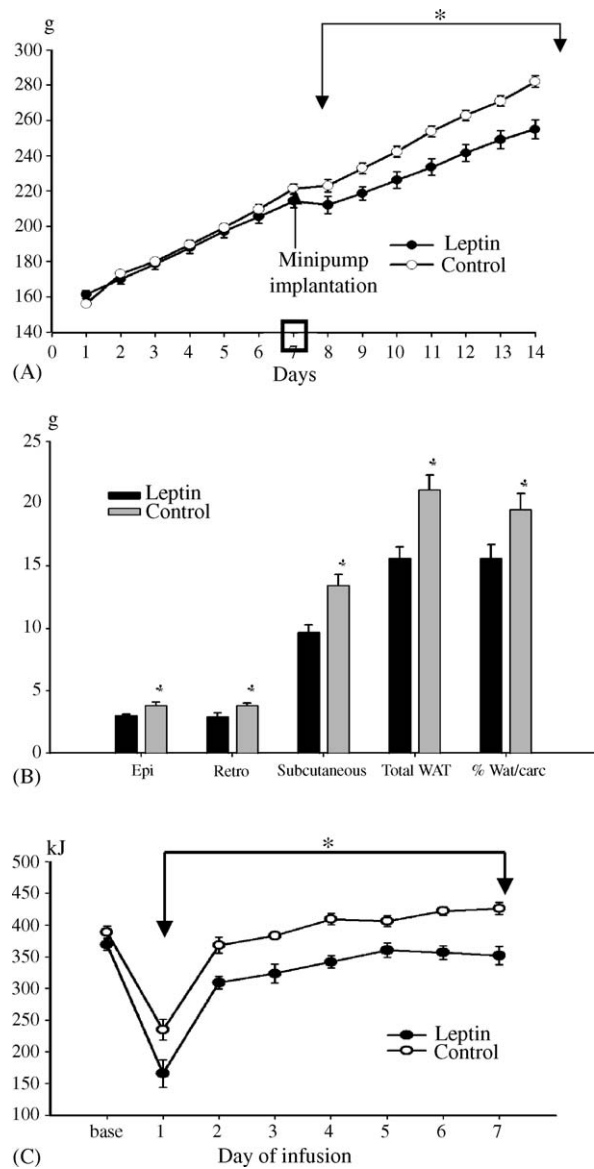 g
*
300
280
260
240
220
200
180
160
140
Minipump
implantation
Leptin
Control
0 1 2 3 4 5 6 7 8 9 10 11 12 13 14
(A) Days
g
25
20
15
10
5
0
Leptin
Control
* * * * *
Epi Retro Subcutaneous Total WAT % Wat/carc
(B)
kJ
*
500
450
400
350
300
250
200
150
100
Leptin
Control
base 1 2 3 4 5 6 7
(C) Day of infusion